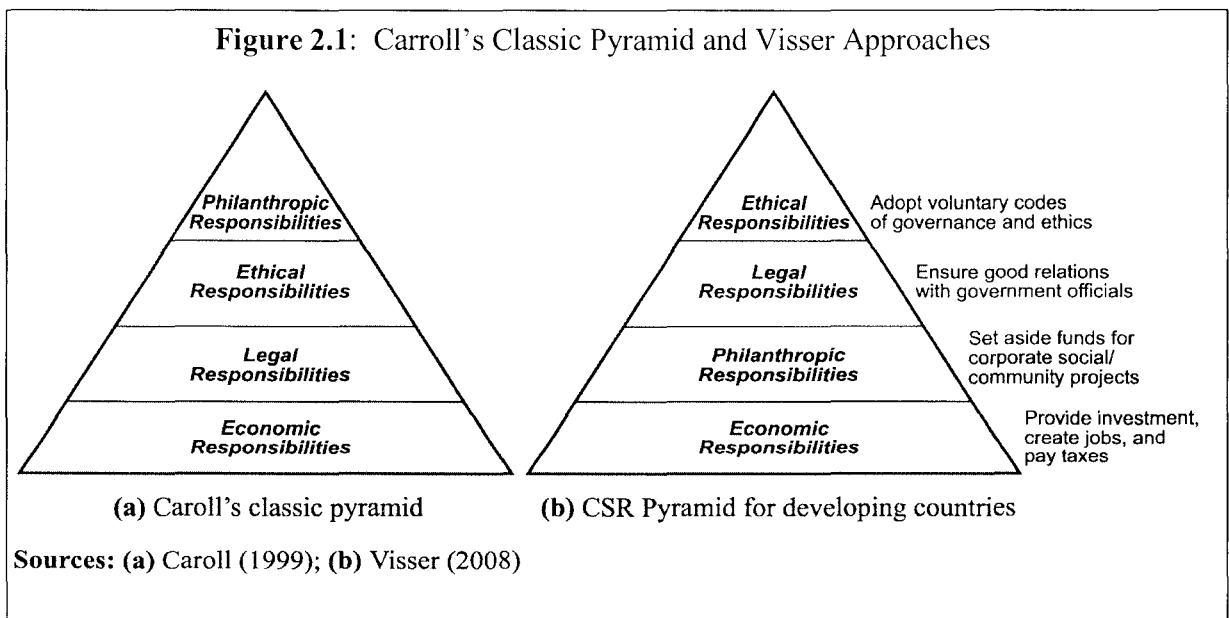 Figure 2.1: Carroll's Classic Pyramid and Visser Approaches
Philanthropic
Responsibilities
Ethical
Responsibilities
Legal
Responsibilities
Economic
Responsibilities
(a) Caroll's classic pyramid
Ethical
Responsibilities
Adopt voluntary codes
of governance and ethics
Legal
Responsibilities
Ensure good relations
with government officials
Philanthropic
Responsibilities
Set aside funds for
corporate social/
community projects
Economic
Responsibilities
Provide investment,
create jobs, and
pay taxes
(b) CSR Pyramid for developing countries
Sources: (a) Caroll (1999); (b) Visser (2008)